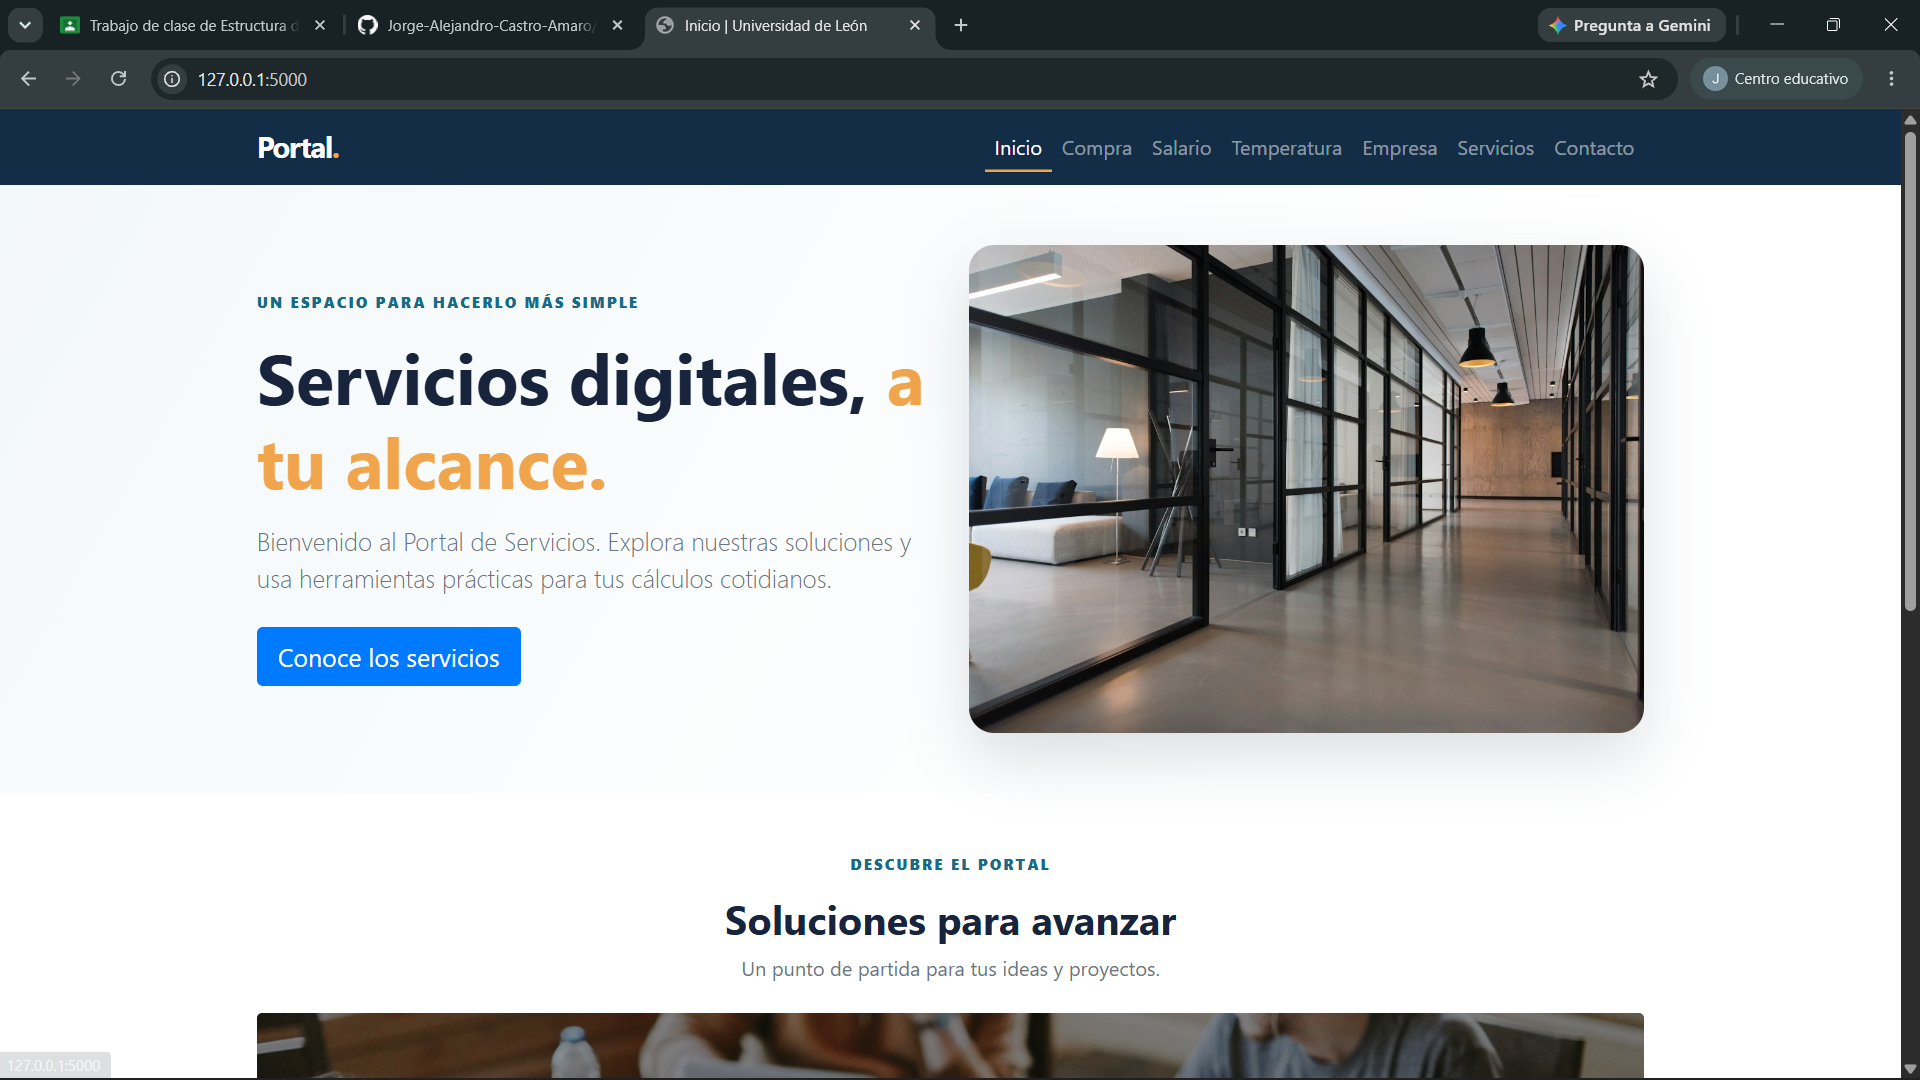 Trabajo de clase de Estructura d
Jorge-Alejandro-Castro-Amaro/
Inicio | Universidad de León
Pregunta a Gemini
127.0.0.1:5000
J
Centro educativo
Portal.
Inicio
Compra
Salario
Temperatura
Empresa
Servicios
Contacto
UN ESPACIO PARA HACERLO MÁS SIMPLE
Servicios digitales, a
tu alcance.
Bienvenido al Portal de Servicios. Explora nuestras soluciones y
usa herramientas prácticas para tus cálculos cotidianos.
Conoce los servicios
DESCUBRE EL PORTAL
Soluciones para avanzar
Un punto de partida para tus ideas y proyectos.
127.0.0.1:5000